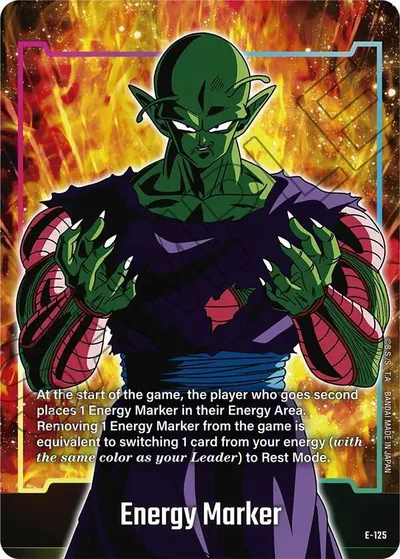 At the start of the game, the player who goes second
places 1 Energy Marker in their Energy Area.
Removing 1 Energy Marker from the game is
equivalent to switching 1 card from your energy (with
the same color as your Leader) to Rest Mode.
Energy Marker
E-125
©B.S./S., T.A. BANDAI MADE IN JAPAN